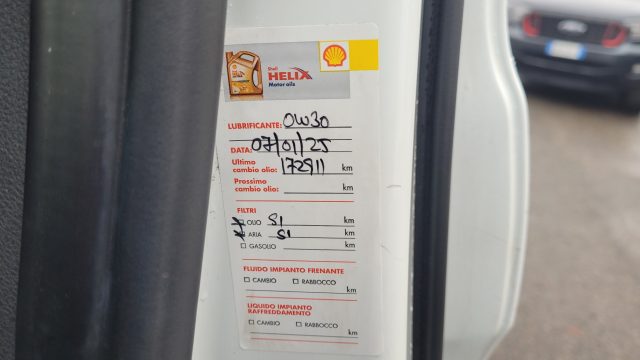 Shell
HELIX
Motor oils
LUBRIFICANTE: 0W30
DATA: 07/01/25
Ultimo
cambio olio: 172911 km
Prossimo
cambio olio: km
FILTRI
OLIO SI km
ARIA SI km
GASOLIO km
FLUIDO IMPIANTO FRENANTE
CAMBIO RABBOCCO
km
LIQUIDO IMPIANTO
RAFFREDDAMENTO
CAMBIO RABBOCCO
km